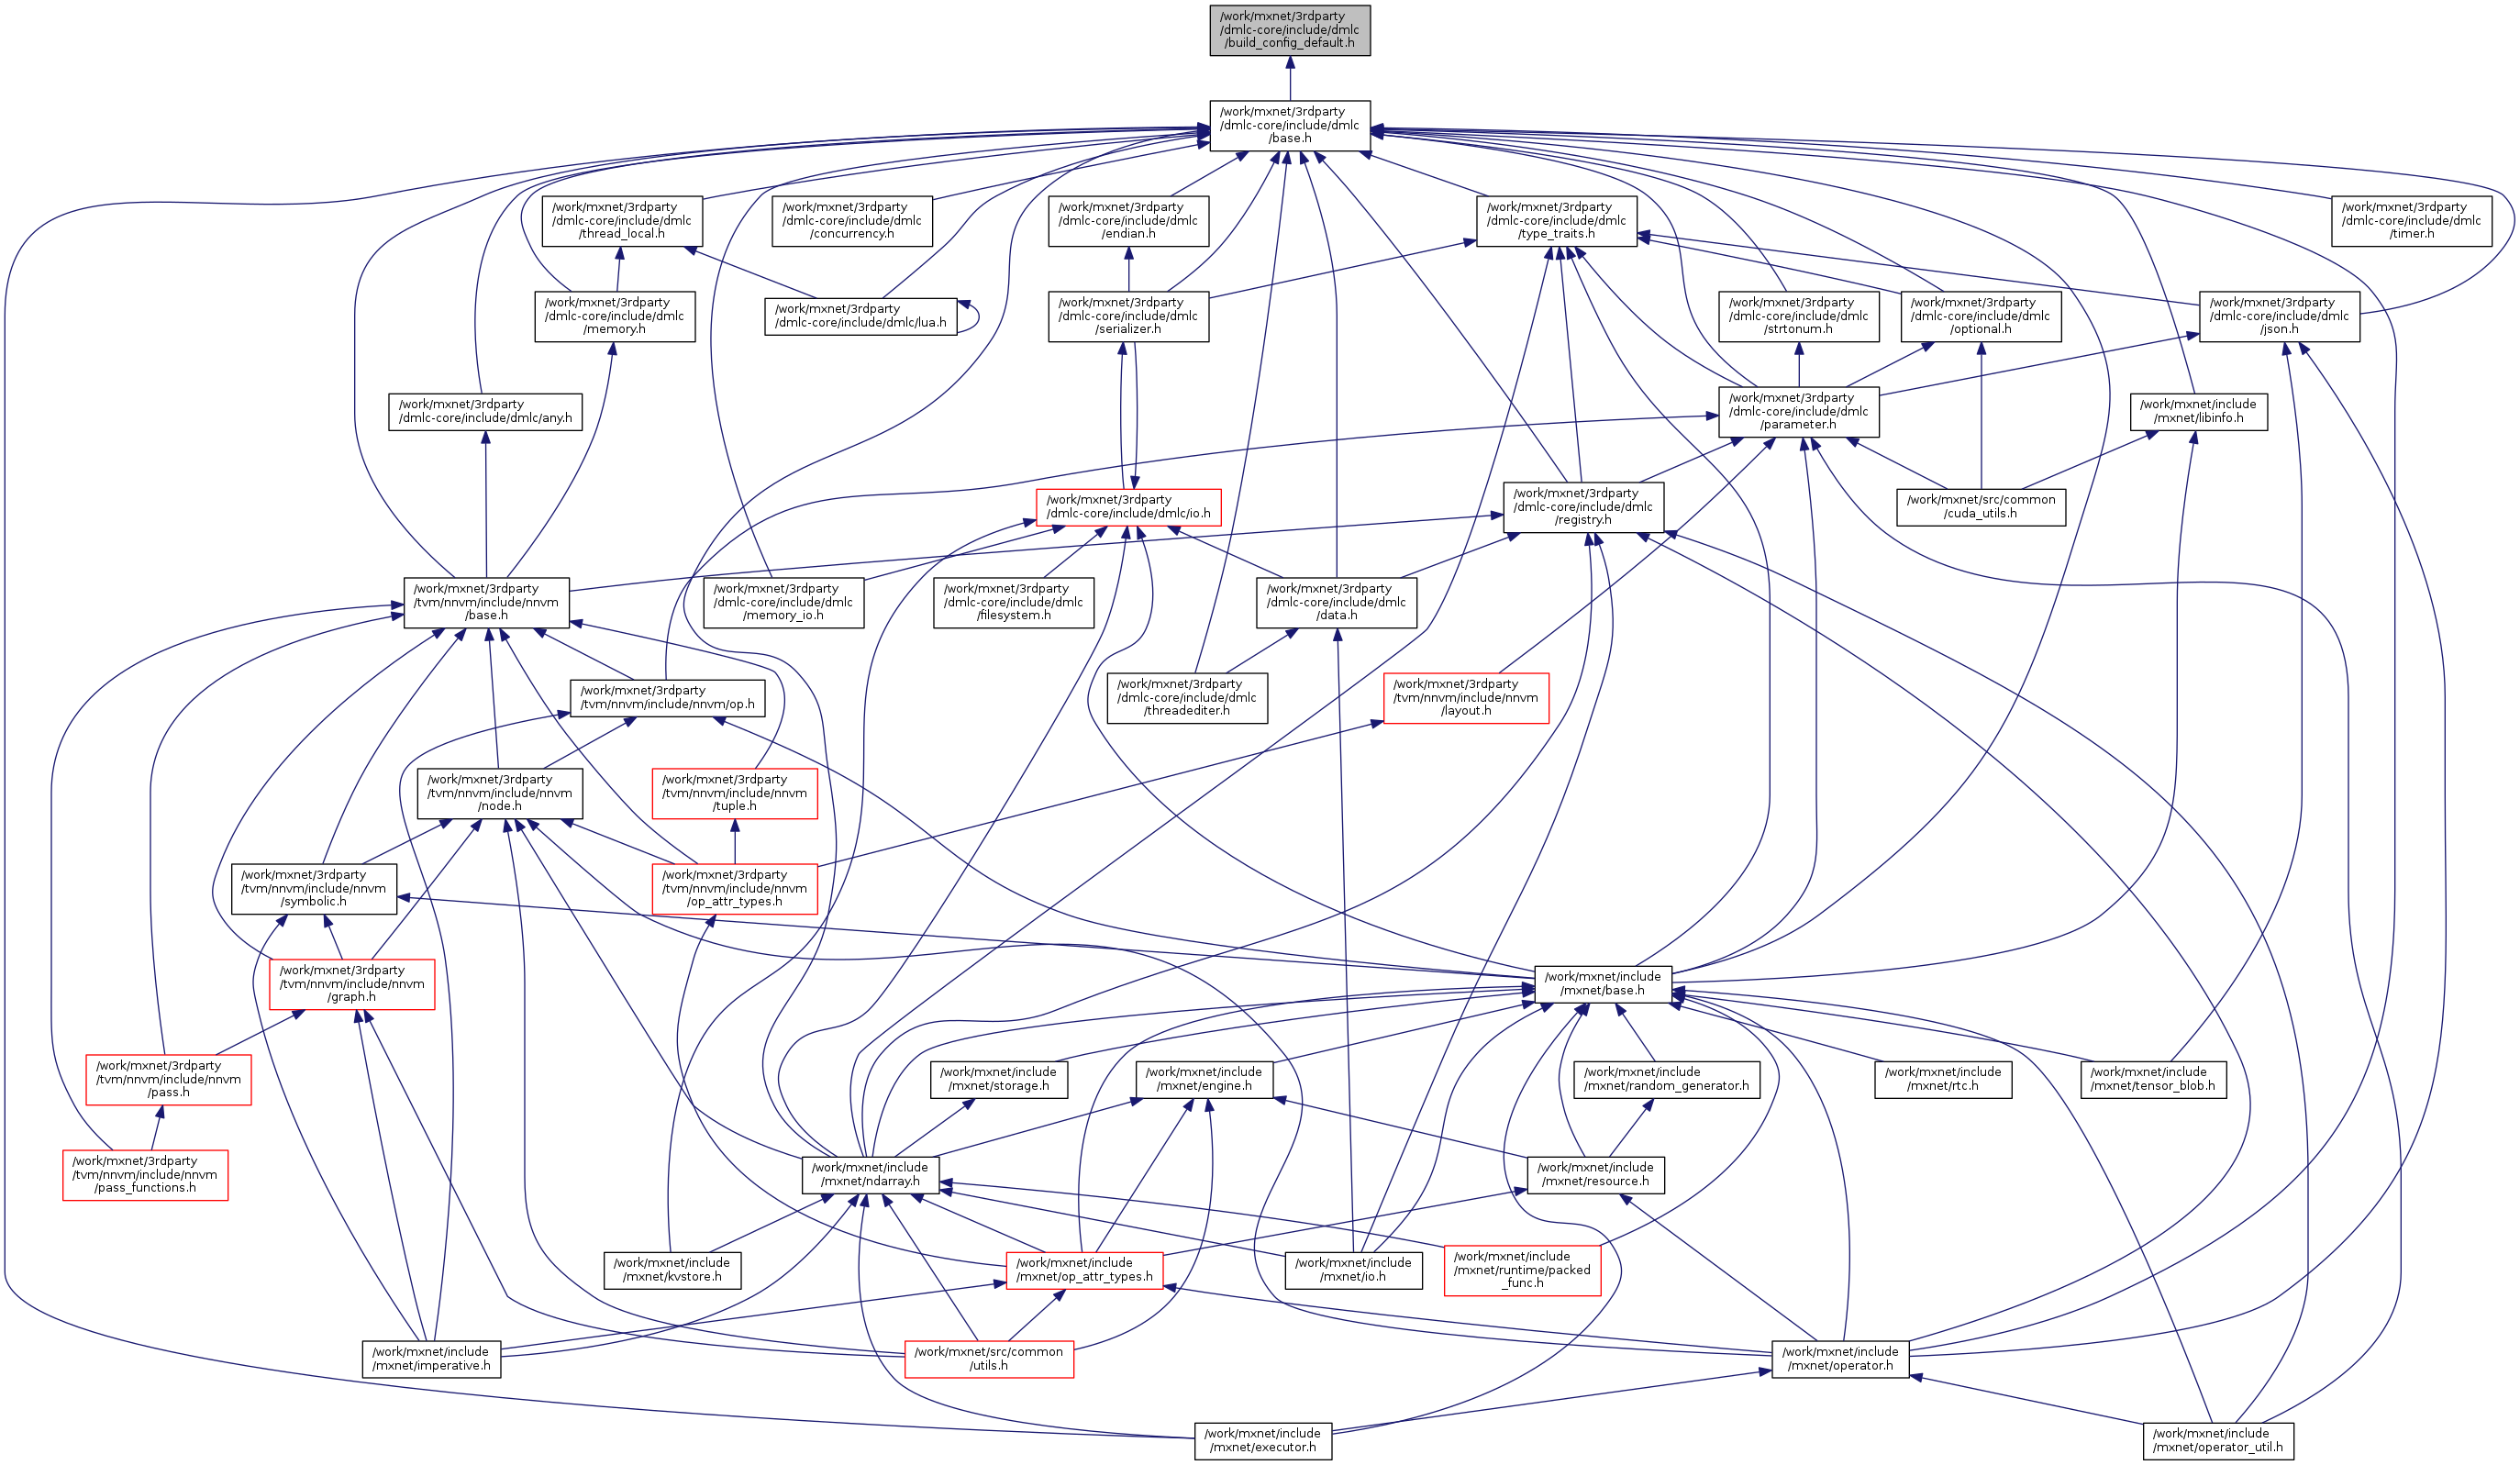 /work/mxnet/3rdparty
/dmlc-core/include/dmlc
/build_config_default.h
/work/mxnet/3rdparty
/dmlc-core/include/dmlc
/base.h
/work/mxnet/3rdparty
/dmlc-core/include/dmlc
/thread_local.h
/work/mxnet/3rdparty
/dmlc-core/include/dmlc
/concurrency.h
/work/mxnet/3rdparty
/dmlc-core/include/dmlc
/endian.h
/work/mxnet/3rdparty
/dmlc-core/include/dmlc
/type_traits.h
/work/mxnet/3rdparty
/dmlc-core/include/dmlc
/timer.h
/work/mxnet/3rdparty
/dmlc-core/include/dmlc
/memory.h
/work/mxnet/3rdparty
/dmlc-core/include/dmlc/lua.h
/work/mxnet/3rdparty
/dmlc-core/include/dmlc
/serializer.h
/work/mxnet/3rdparty
/dmlc-core/include/dmlc
/strtonum.h
/work/mxnet/3rdparty
/dmlc-core/include/dmlc
/optional.h
/work/mxnet/3rdparty
/dmlc-core/include/dmlc
/json.h
/work/mxnet/3rdparty
/dmlc-core/include/dmlc/any.h
/work/mxnet/3rdparty
/dmlc-core/include/dmlc
/parameter.h
/work/mxnet/include
/mxnet/libinfo.h
/work/mxnet/3rdparty
/dmlc-core/include/dmlc/io.h
/work/mxnet/3rdparty
/dmlc-core/include/dmlc
/registry.h
/work/mxnet/src/common
/cuda_utils.h
/work/mxnet/3rdparty
/tvm/nnvm/include/nnvm
/base.h
/work/mxnet/3rdparty
/dmlc-core/include/dmlc
/memory_io.h
/work/mxnet/3rdparty
/dmlc-core/include/dmlc
/filesystem.h
/work/mxnet/3rdparty
/dmlc-core/include/dmlc
/data.h
/work/mxnet/3rdparty
/tvm/nnvm/include/nnvm/op.h
/work/mxnet/3rdparty
/dmlc-core/include/dmlc
/threadediter.h
/work/mxnet/3rdparty
/tvm/nnvm/include/nnvm
/layout.h
/work/mxnet/3rdparty
/tvm/nnvm/include/nnvm
/node.h
/work/mxnet/3rdparty
/tvm/nnvm/include/nnvm
/tuple.h
/work/mxnet/3rdparty
/tvm/nnvm/include/nnvm
/symbolic.h
/work/mxnet/3rdparty
/tvm/nnvm/include/nnvm
/op_attr_types.h
/work/mxnet/3rdparty
/tvm/nnvm/include/nnvm
/graph.h
/work/mxnet/include
/mxnet/base.h
/work/mxnet/3rdparty
/tvm/nnvm/include/nnvm
/pass.h
/work/mxnet/include
/mxnet/storage.h
/work/mxnet/include
/mxnet/engine.h
/work/mxnet/include
/mxnet/random_generator.h
/work/mxnet/include
/mxnet/rtc.h
/work/mxnet/include
/mxnet/tensor_blob.h
/work/mxnet/3rdparty
/tvm/nnvm/include/nnvm
/pass_functions.h
/work/mxnet/include
/mxnet/ndarray.h
/work/mxnet/include
/mxnet/resource.h
/work/mxnet/include
/mxnet/kvstore.h
/work/mxnet/include
/mxnet/op_attr_types.h
/work/mxnet/include
/mxnet/io.h
/work/mxnet/include
/mxnet/runtime/packed
_func.h
/work/mxnet/include
/mxnet/imperative.h
/work/mxnet/src/common
/utils.h
/work/mxnet/include
/mxnet/operator.h
/work/mxnet/include
/mxnet/executor.h
/work/mxnet/include
/mxnet/operator_util.h